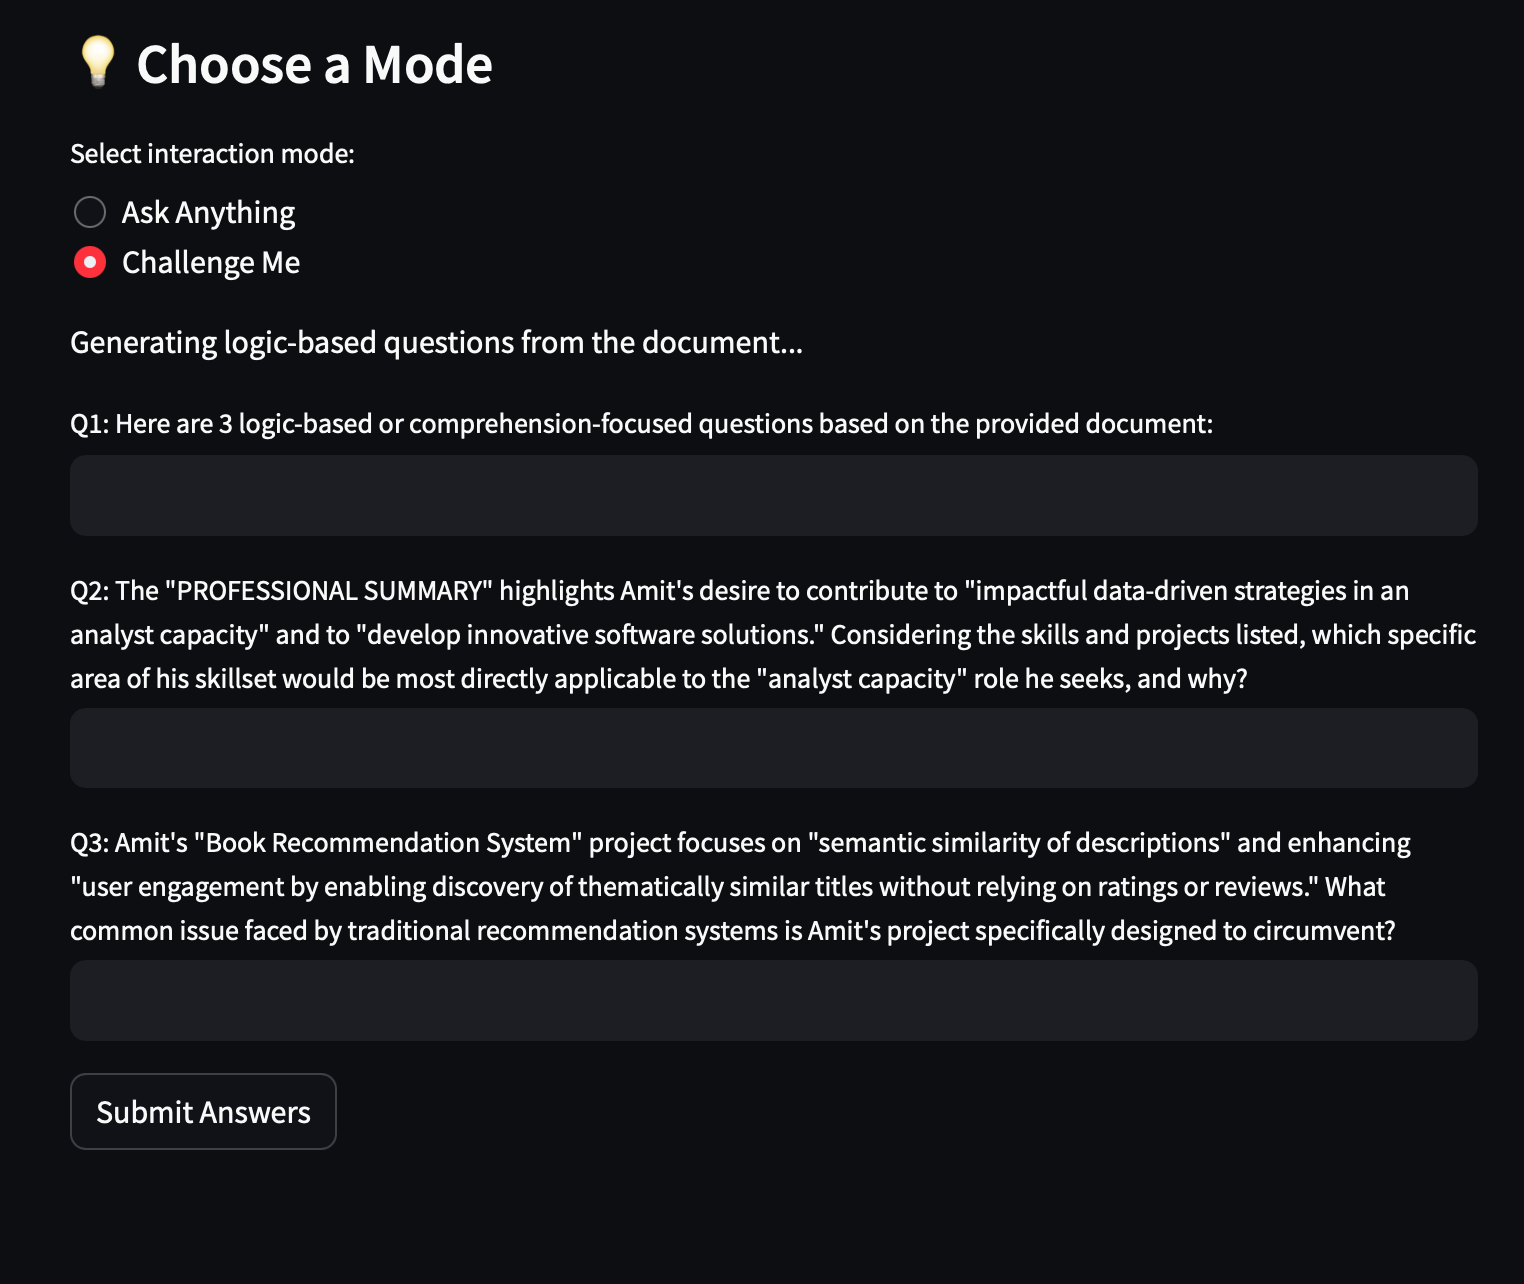 Choose a Mode
Select interaction mode:
Ask Anything
Challenge Me
Generating logic-based questions from the document...
Q1: Here are 3 logic-based or comprehension-focused questions based on the provided document:
Q2: The "PROFESSIONAL SUMMARY" highlights Amit's desire to contribute to "impactful data-driven strategies in an
analyst capacity" and to "develop innovative software solutions." Considering the skills and projects listed, which specific
area of his skillset would be most directly applicable to the "analyst capacity" role he seeks, and why?
Q3: Amit's "Book Recommendation System" project focuses on "semantic similarity of descriptions" and enhancing
"user engagement by enabling discovery of thematically similar titles without relying on ratings or reviews." What
common issue faced by traditional recommendation systems is Amit's project specifically designed to circumvent?
Submit Answers